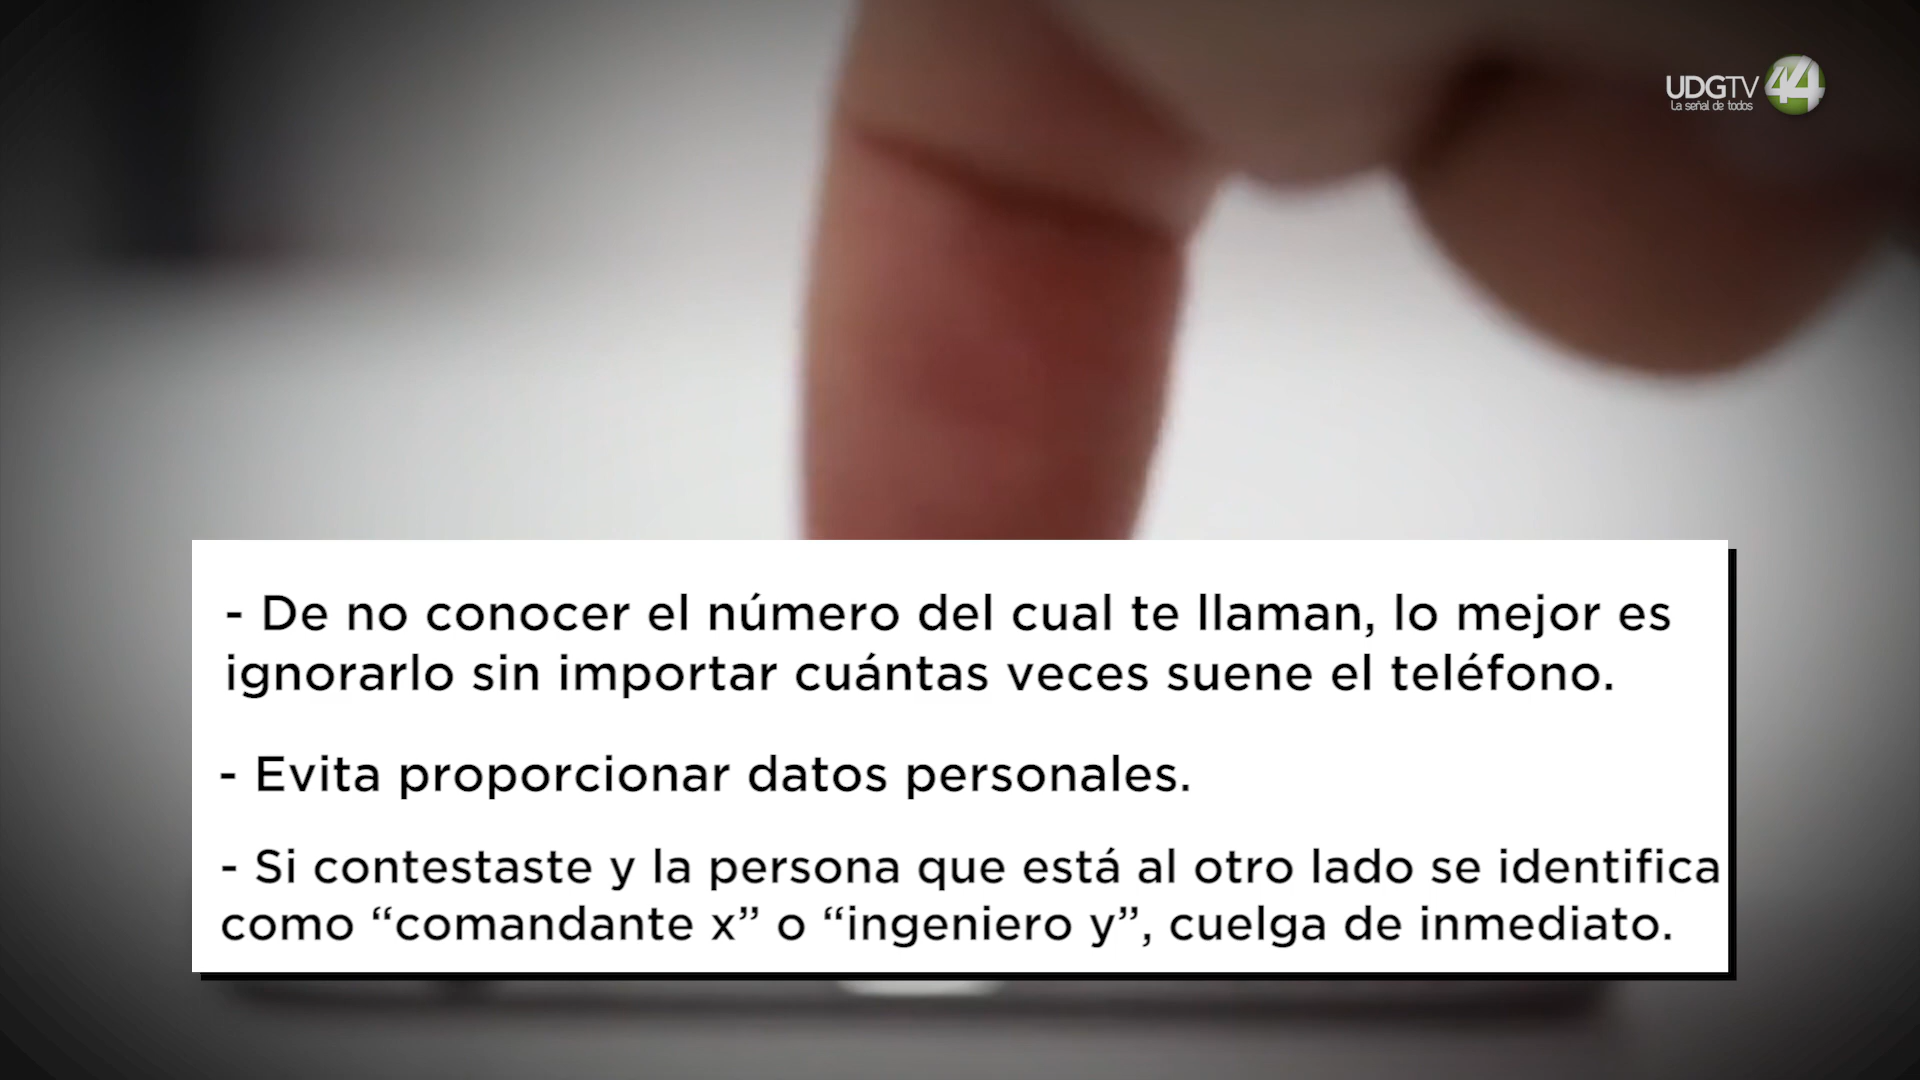 UDGTV 44
La señal de todos
- De no conocer el número del cual te llaman, lo mejor es
ignorarlo sin importar cuántas veces suene el teléfono.
- Evita proporcionar datos personales.
- Si contestaste y la persona que está al otro lado se identifica
como “comandante x” o “ingeniero y”, cuelga de inmediato.